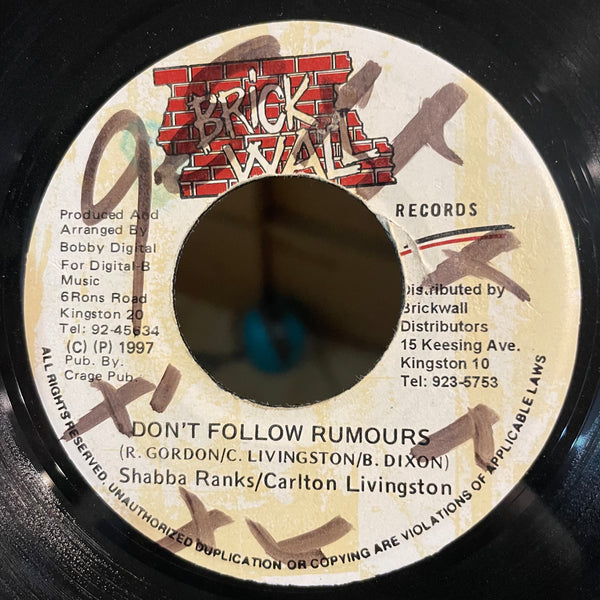 BRiCK
WALL
RECORDS
Produced And
Arranged By
Bobby Digital
For Digital-B
Music
6Rons Road
Kingston 20
Tel: 92-45634
(C) (P) 1997
Pub. By.
Crage Pub.
Distributed by
Brickwall
Distributors
15 Keesing Ave.
Kingston 10
Tel: 923-5753
DON'T FOLLOW RUMOURS
(R. GORDON/C. LIVINGSTON/B. DIXON)
Shabba Ranks/Carlton Livingston
ALL RIGHTS RESERVED, UNAUTHORIZED DUPLICATION OR COPYING ARE VIOLATIONS OF APPLICABLE LAWS